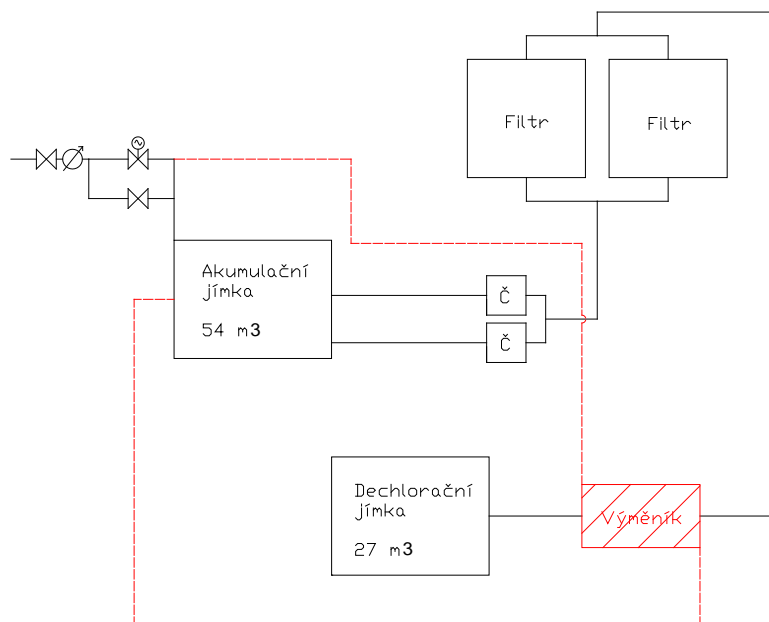 Filtr
Filtr
Akumulační
jímka
54 m3
Č
Č
Dechlorační
jímka
27 m3
Výměník